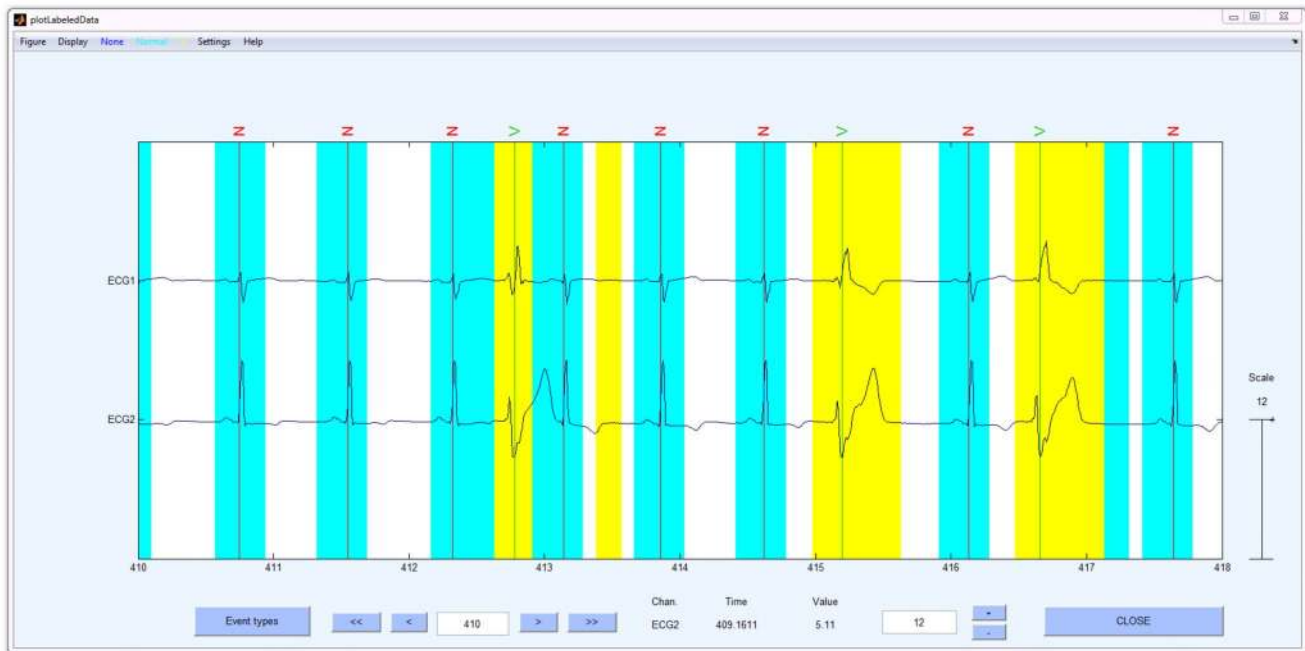 plotLabeledData
Figure Display None Normal Settings Help
N N N V N N N V N V N
ECG1
ECG2
Scale
12
410 411 412 413 414 415 416 417 418
Chan. Time Value
Event types << < 410 > >> ECG2 409.1611 5.11 12 + - CLOSE